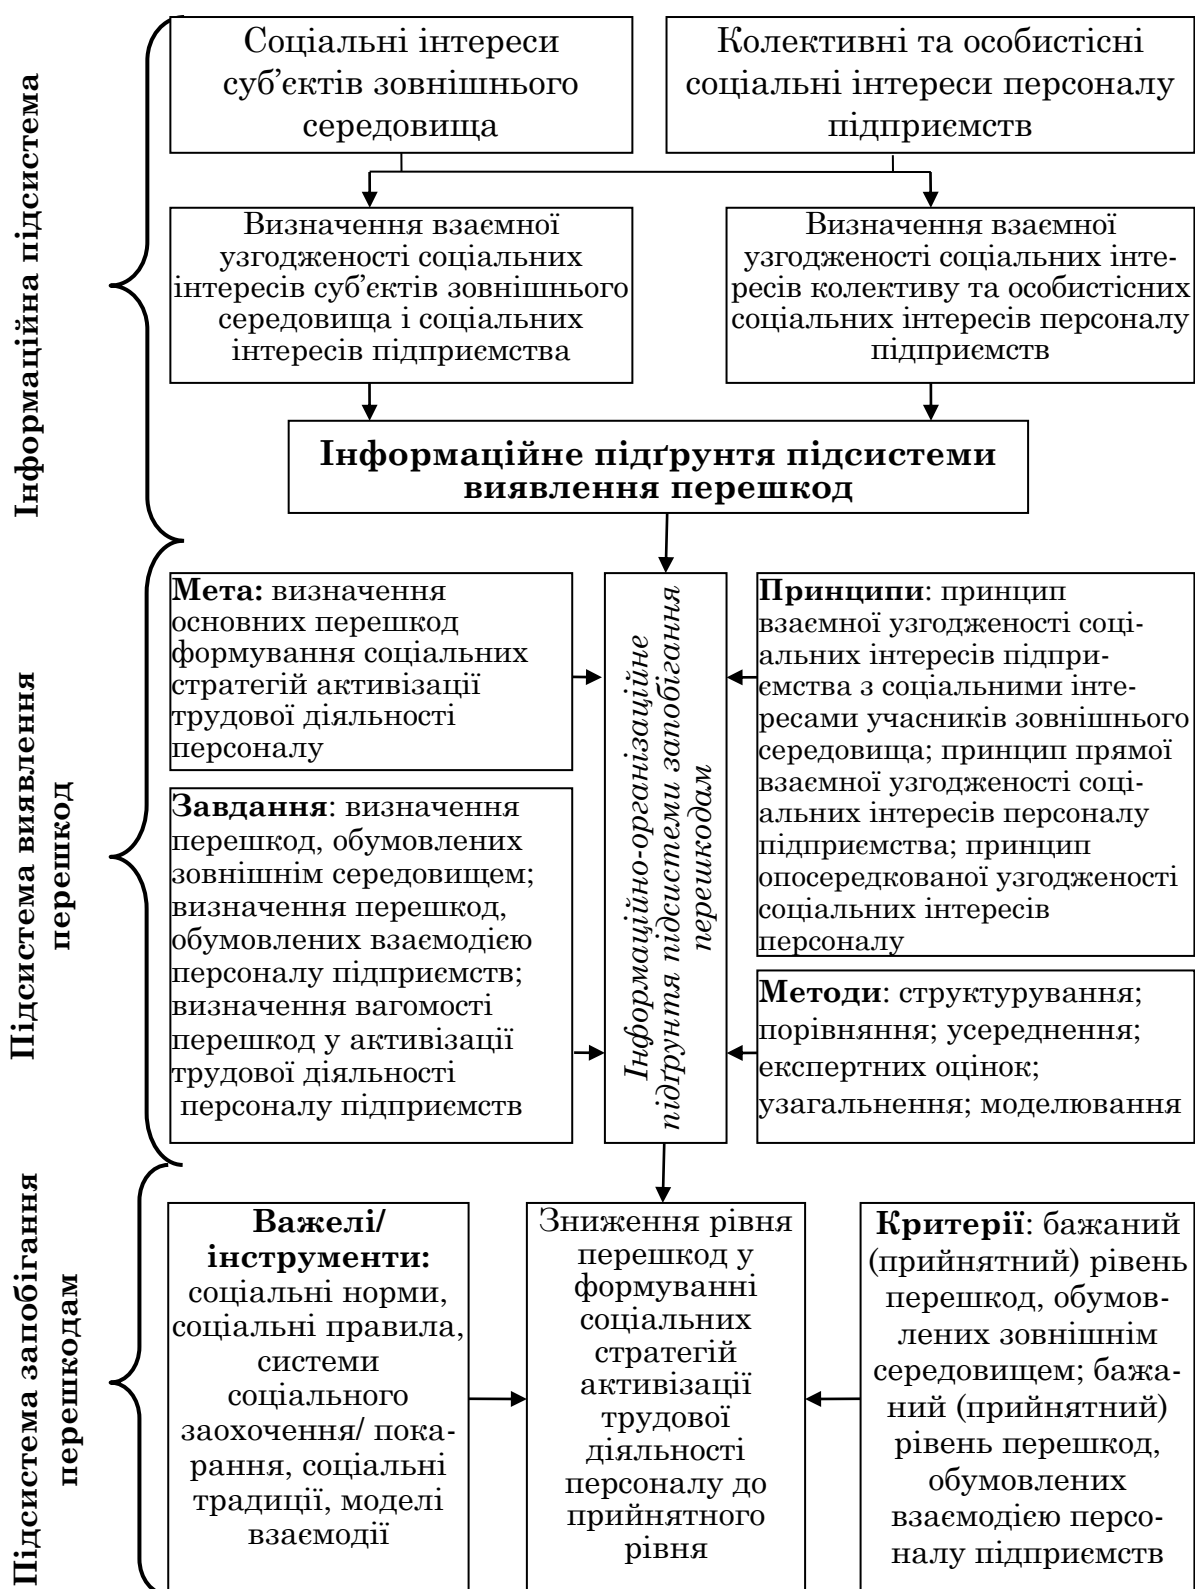 Інформаційна підсистема
Соціальні інтереси
суб’єктів зовнішнього
середовища
Колективні та особистісні
соціальні інтереси персоналу
підприємств
Визначення взаємної
узгодженості соціальних
інтересів суб’єктів зовнішнього
середовища і соціальних
інтересів підприємства
Визначення взаємної
узгодженості соціальних інте-
ресів колективу та особистісних
соціальних інтересів персоналу
підприємств
Інформаційне підґрунтя підсистеми
виявлення перешкод
Підсистема виявлення
перешкод
Мета: визначення
основних перешкод
формування соціальних
стратегій активізації
трудової діяльності
персоналу
Завдання: визначення
перешкод, обумовлених
зовнішнім середовищем;
визначення перешкод,
обумовлених взаємодією
персоналу підприємств;
визначення вагомості
перешкод у активізації
трудової діяльності
персоналу підприємств
Інформаційно-організаційне
підґрунтя підсистеми запобігання
перешкодам
Принципи: принцип
взаємної узгодженості соці-
альних інтересів підпри-
ємства з соціальними інте-
ресами учасників зовнішнього
середовища; принцип прямої
взаємної узгодженості соці-
альних інтересів персоналу
підприємства; принцип
опосередкованої узгодженості
соціальних інтересів
персоналу
Методи: структурування;
порівняння; усереднення;
експертних оцінок;
узагальнення; моделювання
Підсистема запобігання
перешкодам
Важелі/
інструменти:
соціальні норми,
соціальні правила,
системи
соціального
заохочення/ пока-
рання, соціальні
традиції, моделі
взаємодії
Зниження рівня
перешкод у
формуванні
соціальних
стратегій
активізації
трудової
діяльності
персоналу до
прийнятного
рівня
Критерії: бажаний
(прийнятний) рівень
перешкод, обумов-
лених зовнішнім
середовищем; бажа-
ний (прийнятний)
рівень перешкод,
обумовлених
взаємодією персо-
налу підприємств